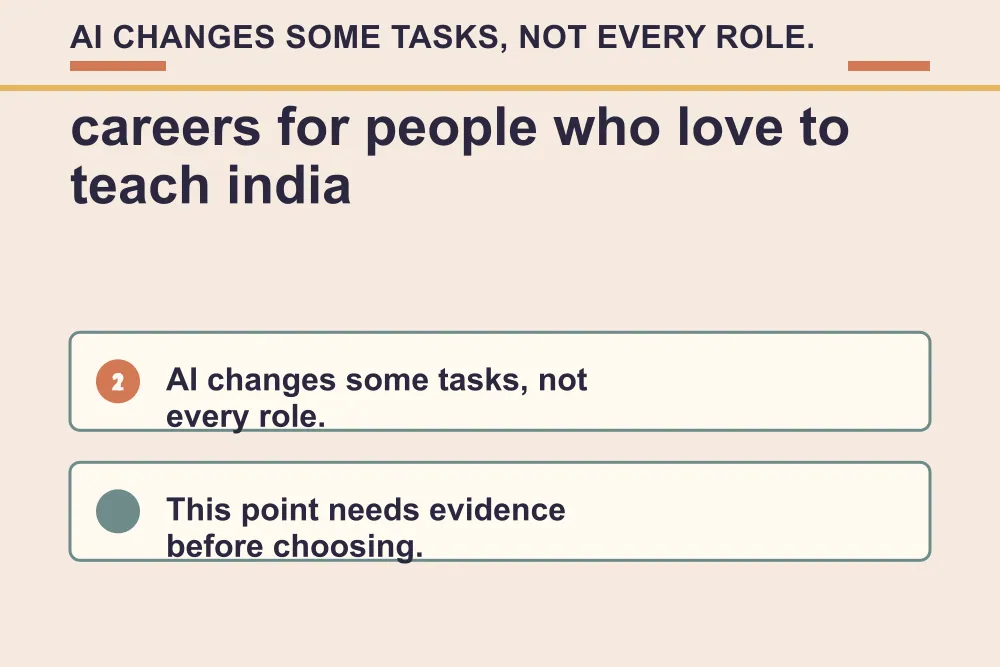 AI CHANGES SOME TASKS, NOT EVERY ROLE.
careers for people who love to
teach india
2
AI changes some tasks, not
every role.
This point needs evidence
before choosing.